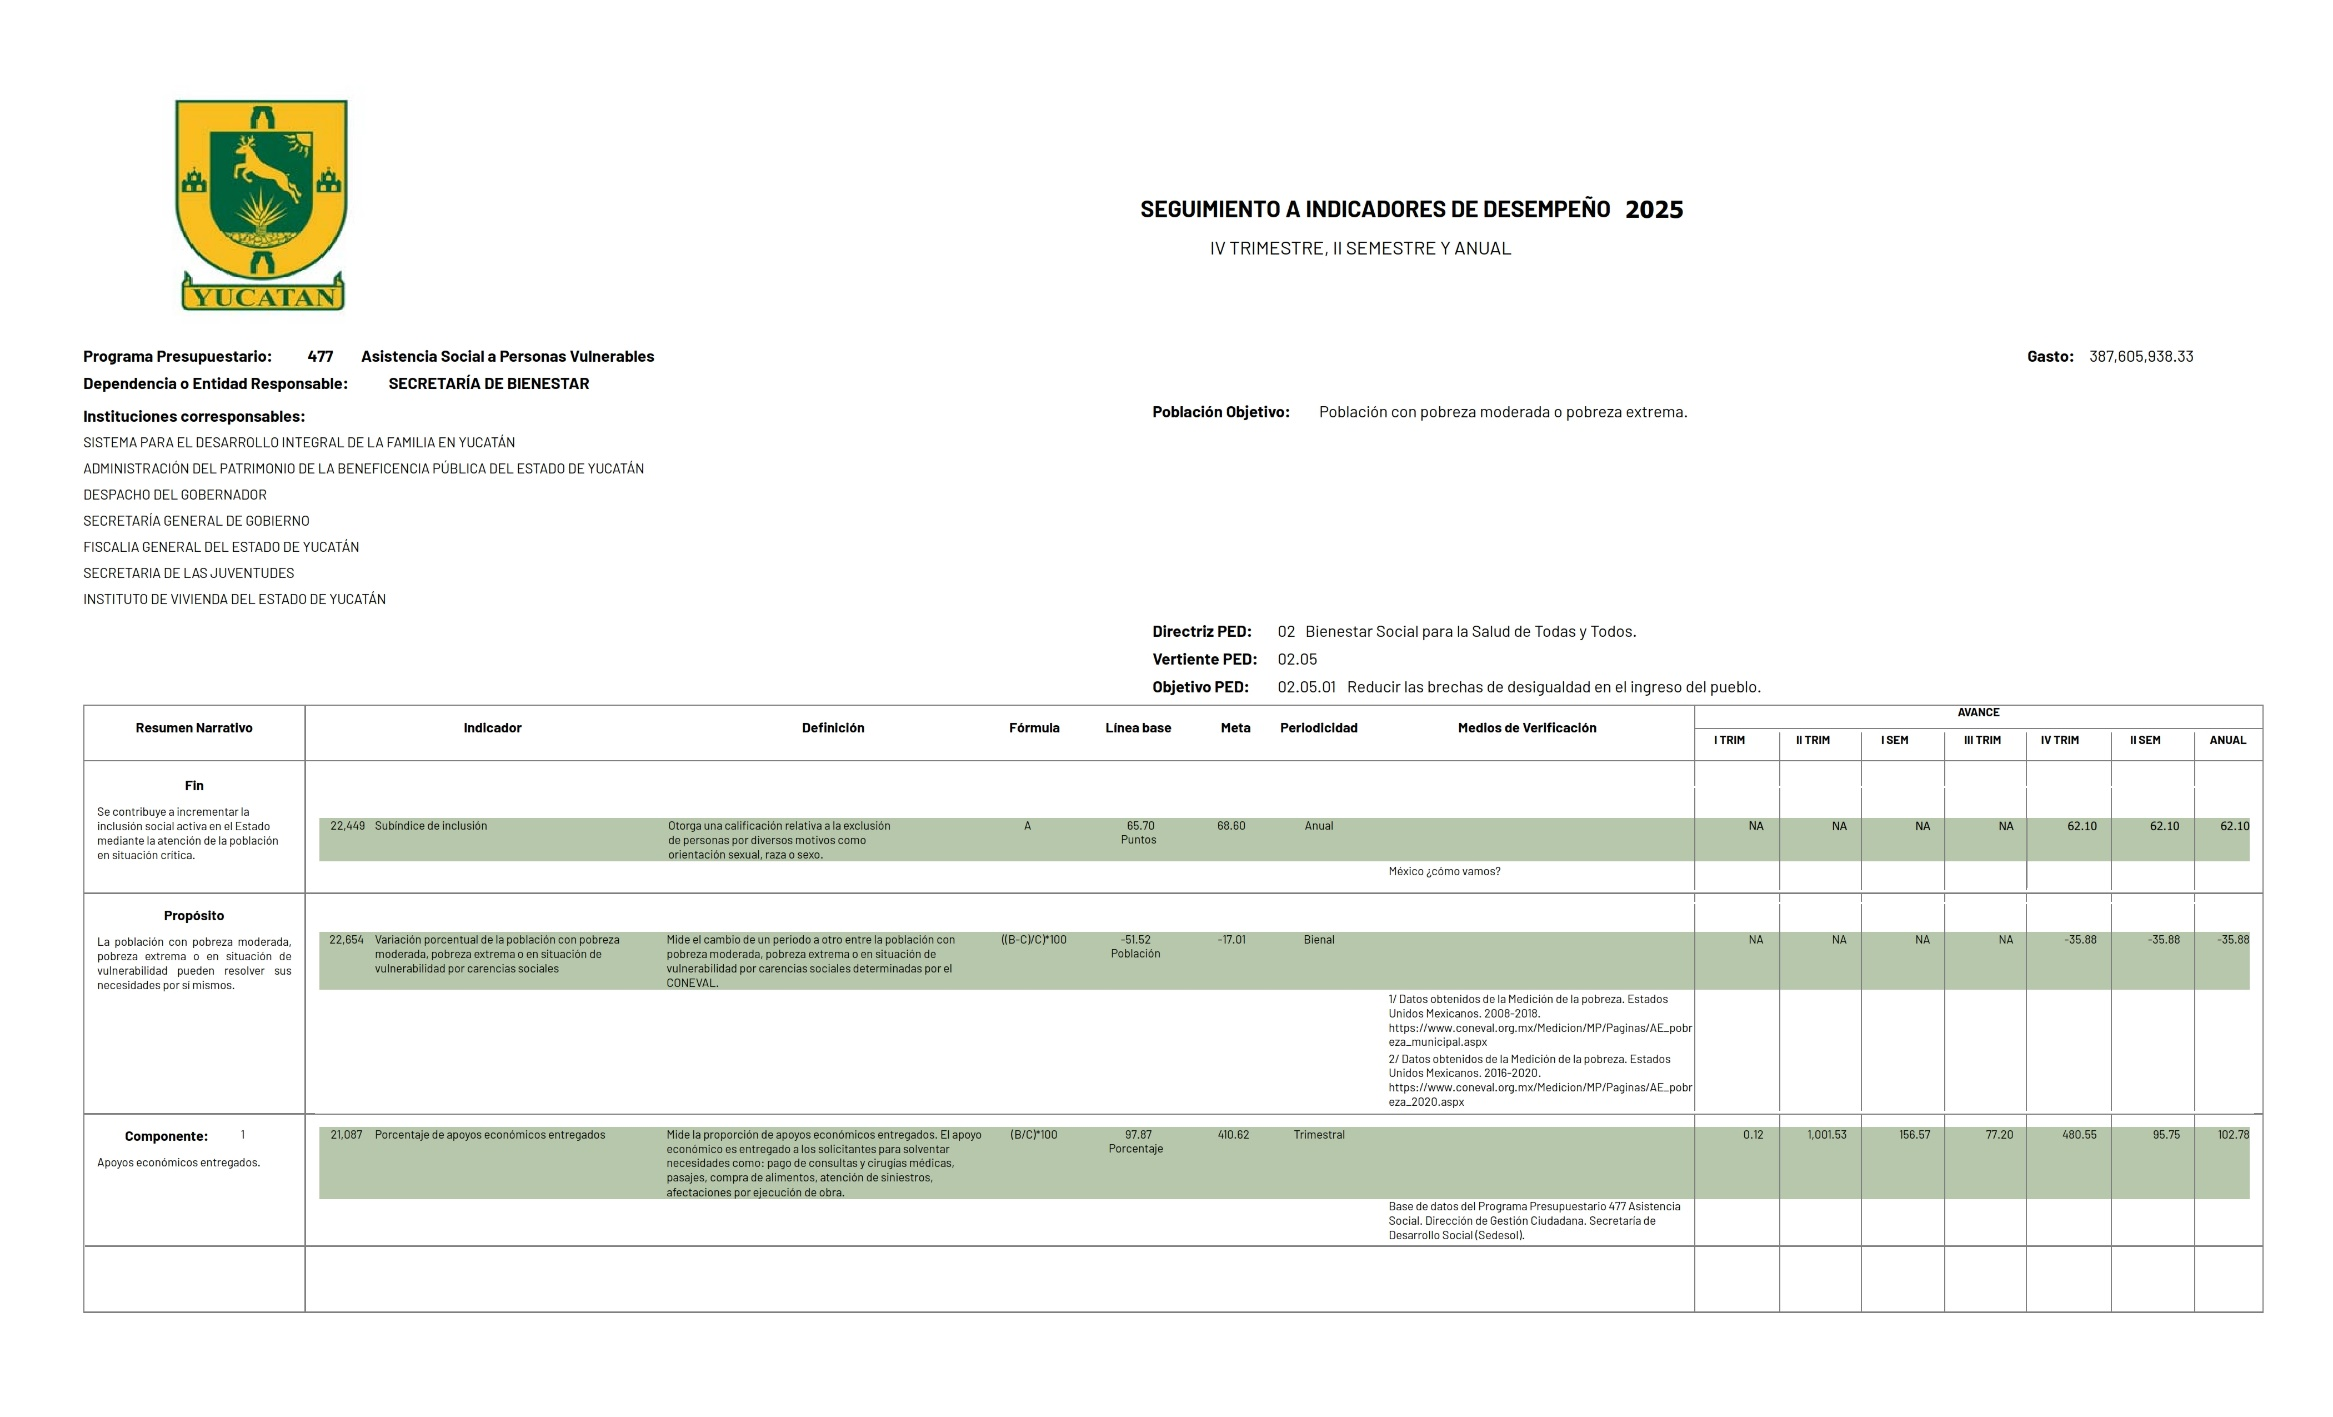 YUCATAN
SEGUIMIENTO A INDICADORES DE DESEMPEÑO 2025
IV TRIMESTRE, II SEMESTRE Y ANUAL
Programa Presupuestario: 477 Asistencia Social a Personas Vulnerables
Gasto: 387,605,938.33
Dependencia o Entidad Responsable: SECRETARÍA DE BIENESTAR
Instituciones corresponsables:
Población Objetivo: Población con pobreza moderada o pobreza extrema.
SISTEMA PARA EL DESARROLLO INTEGRAL DE LA FAMILIA EN YUCATÁN
ADMINISTRACIÓN DEL PATRIMONIO DE LA BENEFICENCIA PÚBLICA DEL ESTADO DE YUCATÁN
DESPACHO DEL GOBERNADOR
SECRETARÍA GENERAL DE GOBIERNO
FISCALIA GENERAL DEL ESTADO DE YUCATÁN
SECRETARIA DE LAS JUVENTUDES
INSTITUTO DE VIVIENDA DEL ESTADO DE YUCATÁN
Directriz PED: 02 Bienestar Social para la Salud de Todas y Todos.
Vertiente PED: 02.05
Objetivo PED: 02.05.01 Reducir las brechas de desigualdad en el ingreso del pueblo.
Resumen Narrativo Indicador Definición Fórmula Línea base Meta Periodicidad Medios de Verificación AVANCE
I TRIM II TRIM I SEM III TRIM IV TRIM II SEM ANUAL
Fin
Se contribuye a incrementar la
inclusión social activa en el Estado
mediante la atención de la población
en situación crítica.
22,449 Subíndice de inclusión
Otorga una calificación relativa a la exclusión
de personas por diversos motivos como
orientación sexual, raza o sexo.
A
65.70
Puntos
68.60
Anual
NA NA NA NA 62.10 62.10 62.10
México ¿cómo vamos?
Propósito
La población con pobreza moderada,
pobreza extrema o en situación de
vulnerabilidad pueden resolver sus
necesidades por sí mismos.
22,654 Variación porcentual de la población con pobreza
moderada, pobreza extrema o en situación de
vulnerabilidad por carencias sociales
Mide el cambio de un periodo a otro entre la población con
pobreza moderada, pobreza extrema o en situación de
vulnerabilidad por carencias sociales determinadas por el
CONEVAL.
((B-C)/C)*100
-51.52
Población
-17.01
Bienal
NA NA NA NA -35.88 -35.88 -35.88
1/ Datos obtenidos de la Medición de la pobreza. Estados
Unidos Mexicanos. 2008-2018.
https://www.coneval.org.mx/Medicion/MP/Paginas/AE_pobr
eza_municipal.aspx
2/ Datos obtenidos de la Medición de la pobreza. Estados
Unidos Mexicanos. 2016-2020.
https://www.coneval.org.mx/Medicion/MP/Paginas/AE_pobr
eza_2020.aspx
Componente: 1
Apoyos económicos entregados.
21,087 Porcentaje de apoyos económicos entregados
Mide la proporción de apoyos económicos entregados. El apoyo
económico es entregado a los solicitantes para solventar
necesidades como: pago de consultas y cirugías médicas,
pasajes, compra de alimentos, atención de siniestros,
afectaciones por ejecución de obra.
(B/C)*100
97.87
Porcentaje
410.62
Trimestral
0.12 1,001.53 156.57 77.20 480.55 95.75 102.78
Base de datos del Programa Presupuestario 477 Asistencia
Social. Dirección de Gestión Ciudadana. Secretaría de
Desarrollo Social (Sedesol).